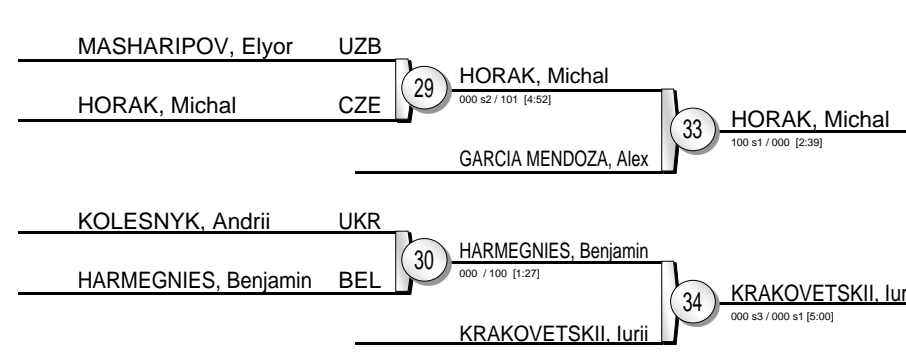 MASHARIPOV, Elyor UZB
29
HORAK, Michal
000 s2 / 101 [4:52]
HORAK, Michal CZE
33
HORAK, Michal
100 s1 / 000 [2:39]
GARCIA MENDOZA, Alex
KOLESNYK, Andrii UKR
30
HARMEGNIES, Benjamin
000 / 100 [1:27]
HARMEGNIES, Benjamin BEL
34
KRAKOVETSKII, Iuri
000 s3 / 000 s1 [5:00]
KRAKOVETSKII, Iurii